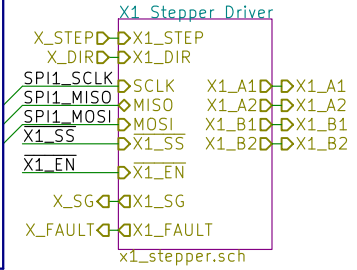 X1 Stepper Driver
X_STEP X1_STEP
X_DIR X1_DIR
SPI1_SCLK SCLK X1_A1 X1_A1
SPI1_MISO MISO X1_A2 X1_A2
SPI1_MOSI MOSI X1_B1 X1_B1
X1_SS X1_SS X1_B2 X1_B2
X1_EN X1_EN
X_SG X1_SG
X_FAULT X1_FAULT
x1_stepper.sch